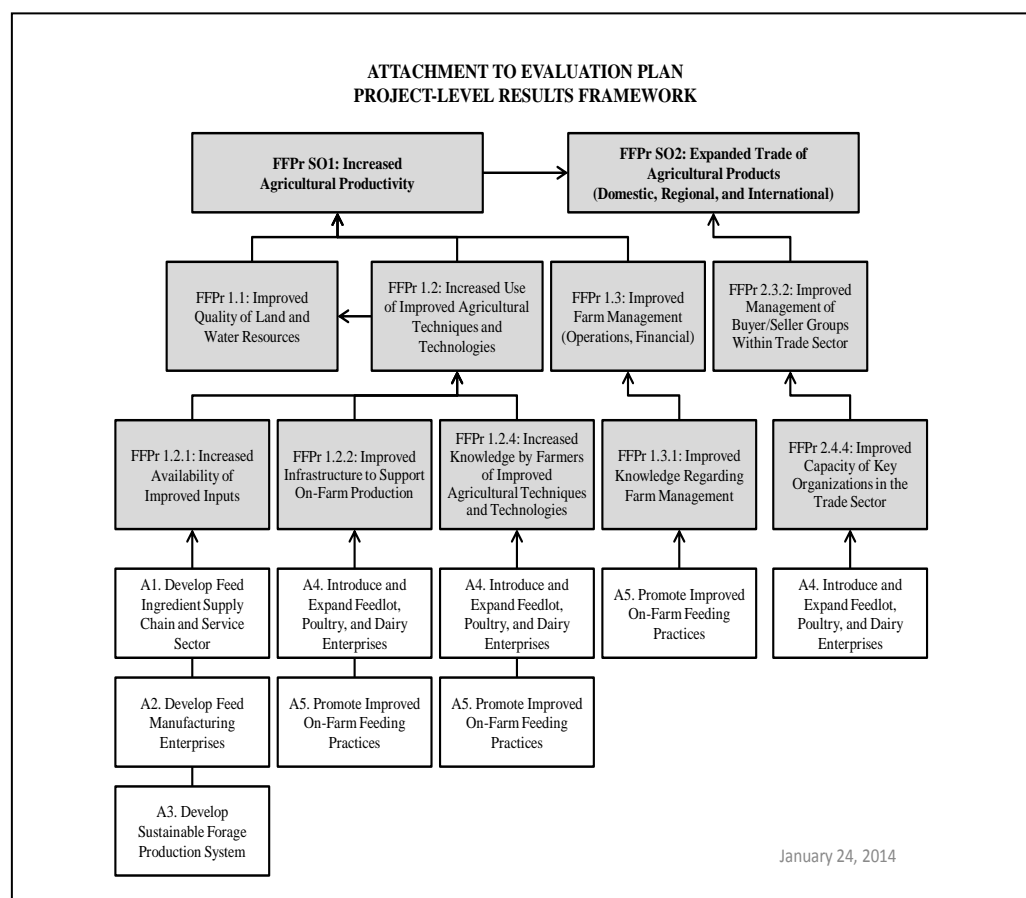 ATTACHMENT TO EVALUATION PLAN
PROJECT-LEVEL RESULTS FRAMEWORK
FFPr SO1: Increased
Agricultural Productivity
FFPr SO2: Expanded Trade of
Agricultural Products
(Domestic, Regional, and International)
FFPr 1.1: Improved
Quality of Land and
Water Resources
FFPr 1.2: Increased Use
of Improved Agricultural
Techniques and
Technologies
FFPr 1.3: Improved
Farm Management
(Operations, Financial)
FFPr 2.3.2: Improved
Management of
Buyer/Seller Groups
Within Trade Sector
FFPr 1.2.1: Increased
Availability of
Improved Inputs
FFPr 1.2.2: Improved
Infrastructure to Support
On-Farm Production
FFPr 1.2.4: Increased
Knowledge by Farmers
of Improved
Agricultural Techniques
and Technologies
FFPr 1.3.1: Improved
Knowledge Regarding
Farm Management
FFPr 2.4.4: Improved
Capacity of Key
Organizations in the
Trade Sector
A1. Develop Feed
Ingredient Supply
Chain and Service
Sector
A4. Introduce and
Expand Feedlot,
Poultry, and Dairy
Enterprises
A4. Introduce and
Expand Feedlot,
Poultry, and Dairy
Enterprises
A5. Promote Improved
On-Farm Feeding
Practices
A4. Introduce and
Expand Feedlot,
Poultry, and Dairy
Enterprises
A2. Develop Feed
Manufacturing
Enterprises
A5. Promote Improved
On-Farm Feeding
Practices
A5. Promote Improved
On-Farm Feeding
Practices
A3. Develop
Sustainable Forage
Production System
January 24, 2014